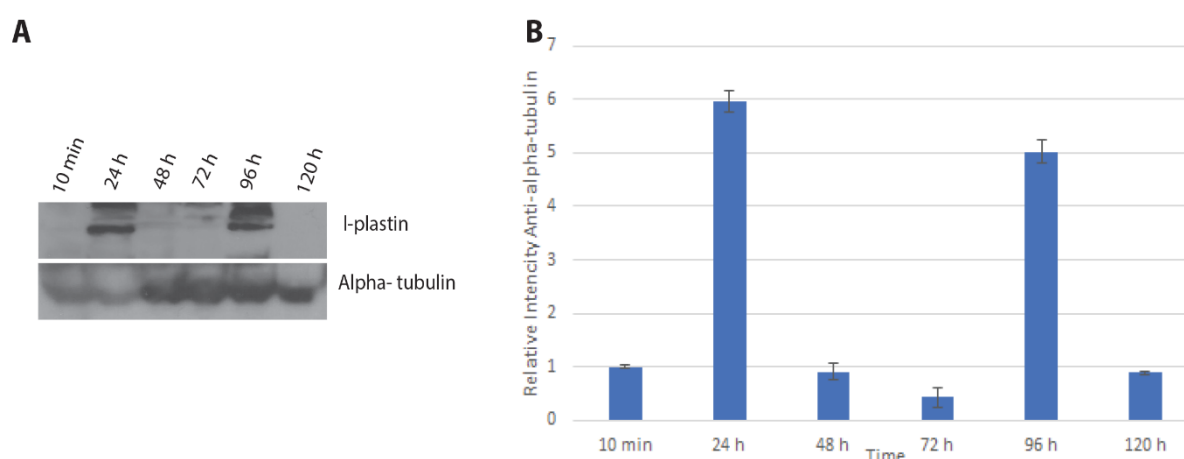 A
10 min
24 h
48 h
72 h
96 h
120 h
I-plastin
Alpha- tubulin
B
Relative Intencity Anti-alpha-tubulin
7
6
5
4
3
2
1
0
10 min
24 h
48 h
72 h
96 h
120 h
Time